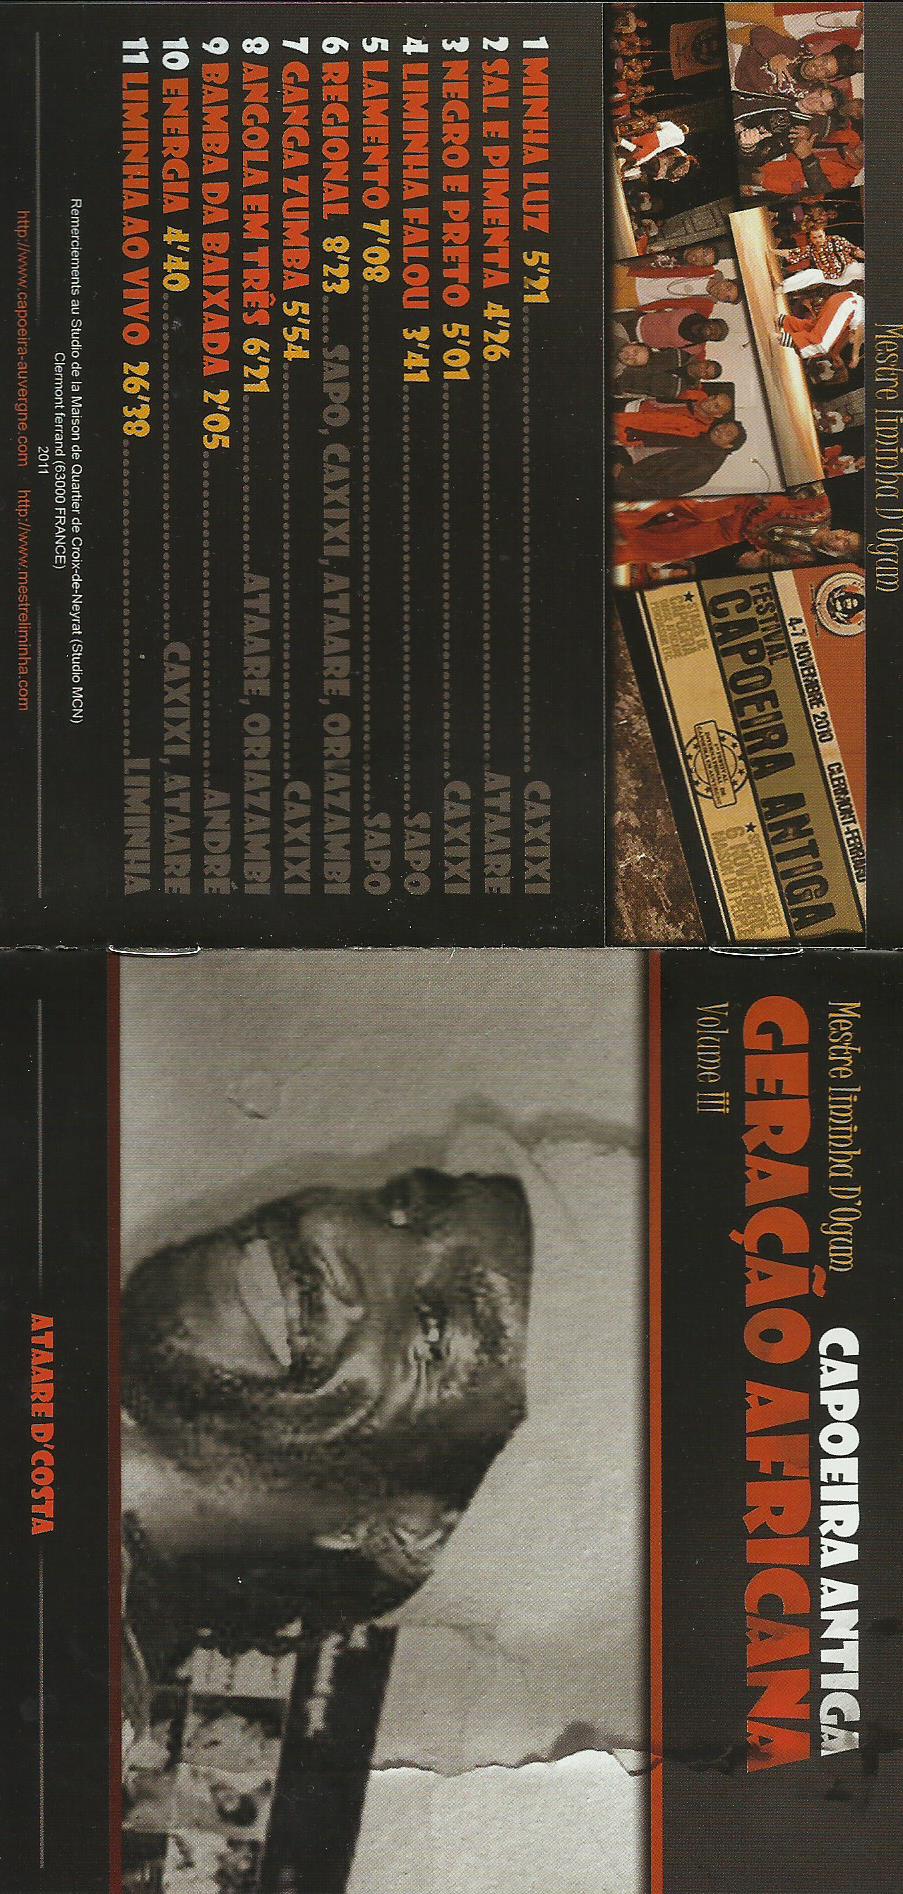 Mestre liminha D'Ogum
4-7 NOVEMBRE 2010 CLERMONT-FERRAND
FESTIVAL
CAPOEIRA ANTIGA
1 MINHA LUZ 5'21 CAXIXI
2 SAL E PIMENTA 4'26 ATAARE
3 NEGRO E PRETO 5'01 CAXIXI
4 LIMINHA FALOU 3'41 SAPO
5 LAMENTO 7'08 SAPO
6 REGIONAL 8'23 SAPO, CAXIXI, ATAARE, ORIAZAMBI
7 GANGA ZUMBA 5'54 CAXIXI
8 ANGOLA EM TRÊS 6'21 ATAARE, ORIAZAMBI
9 BAMBA DA BAIXADA 2'05 ANDRE
10 ENERGIA 4'40 CAXIXI, ATAARE
11 LIMINHA AO VIVO 26'38 LIMINHA
Remerciements au Studio de la Maison de Quartier de Croix-de-Neyrat (Studio MCN)
Clermont ferrand (63000 FRANCE)
2011
http://www.capoeira-auvergne.com http://www.mestreliminha.com
Mestre liminha D'Ogum CAPOEIRA ANTIGA
GERAÇÃO AFRICANA
Volume III
ATAARE D'COSTA